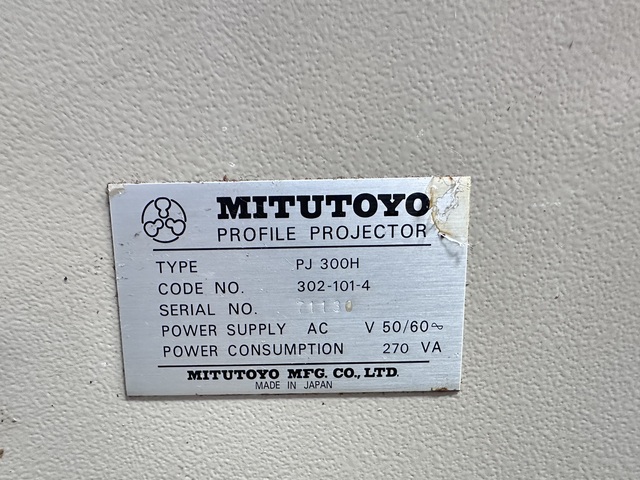 MITUTOYO
PROFILE PROJECTOR
TYPE PJ 300H
CODE NO. 302-101-4
SERIAL NO.
POWER SUPPLY AC V 50/60~
POWER CONSUMPTION 270 VA
MITUTOYO MFG. CO., LTD.
MADE IN JAPAN